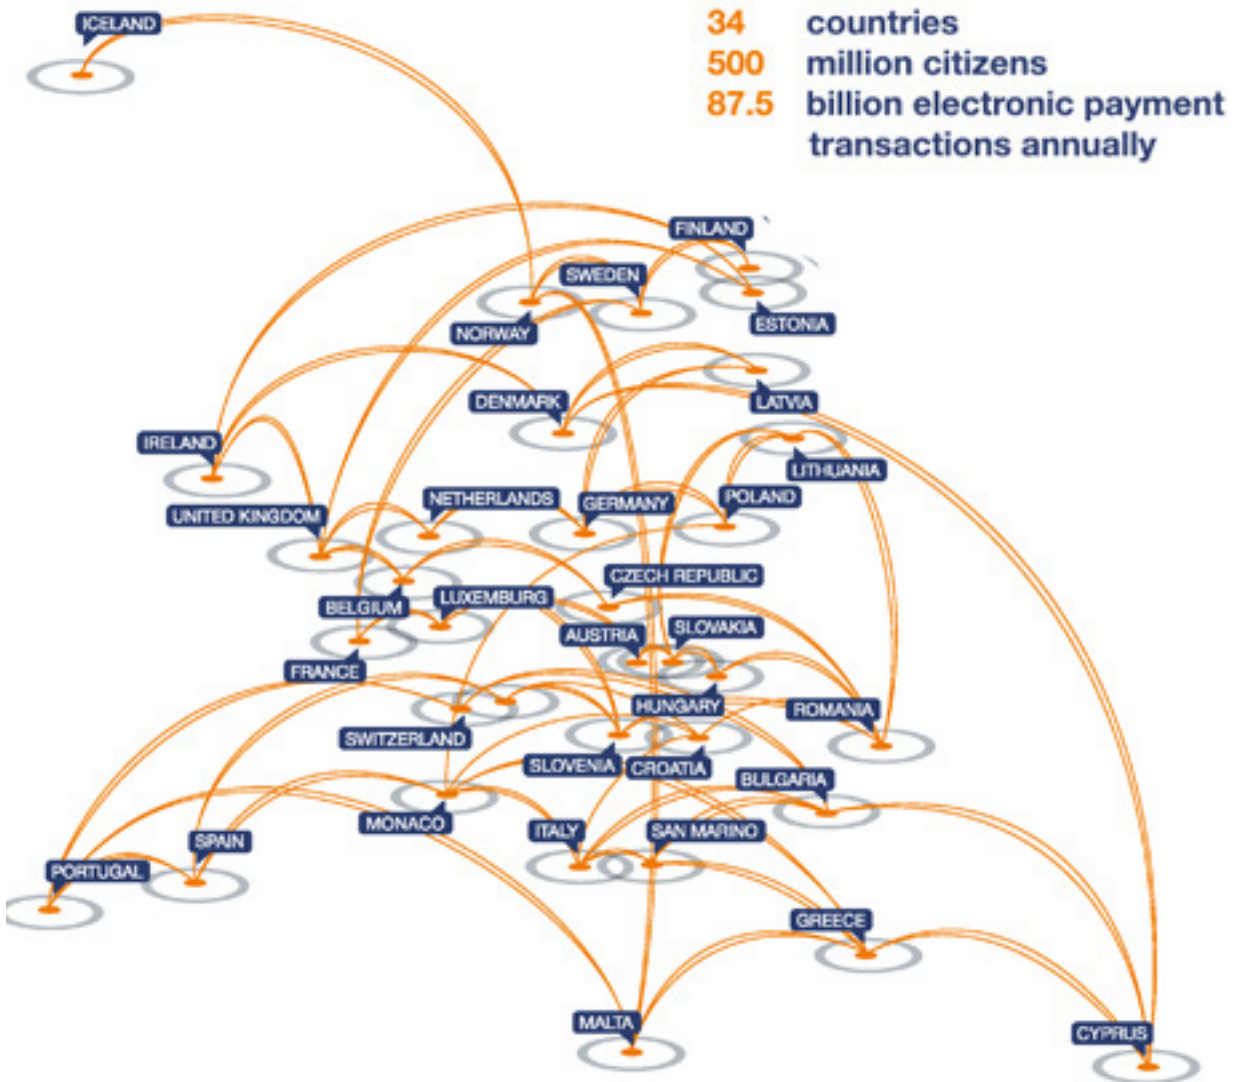 ICELAND
34 countries
500 million citizens
87.5 billion electronic payment
transactions annually
FINLAND
SWEDEN
NORWAY
ESTONIA
DENMARK
LATVIA
IRELAND
LITHUANIA
NETHERLANDS
GERMANY
POLAND
UNITED KINGDOM
CZECH REPUBLIC
BELGIUM
LUXEMBURG
AUSTRIA
SLOVAKIA
FRANCE
HUNGARY
ROMANIA
SWITZERLAND
SLOVENIA
CROATIA
BULGARIA
MONACO
ITALY
SAN MARINO
SPAIN
PORTUGAL
GREECE
MALTA
CYPRUS